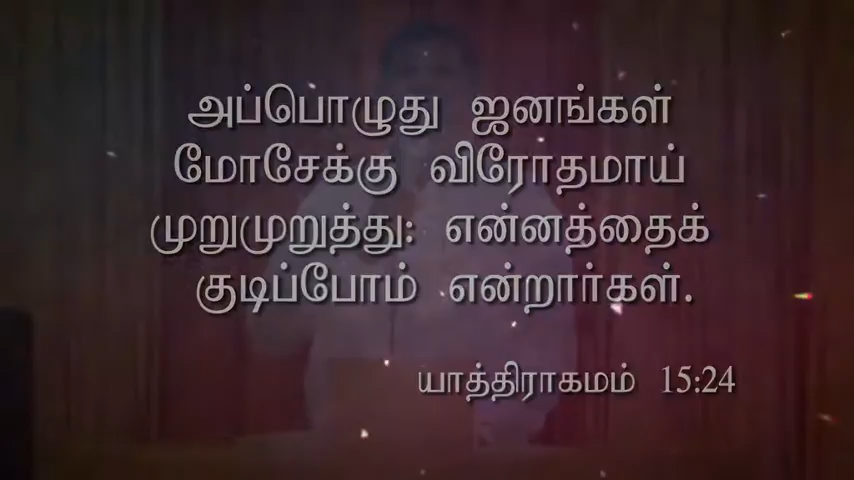 அப்பொழுது ஜனங்கள்
மோசேக்கு விரோதமாய்
முறுமுறுத்து: என்னத்தைக்
குடிப்போம் என்றார்கள்.
யாத்திராகமம் 15:24